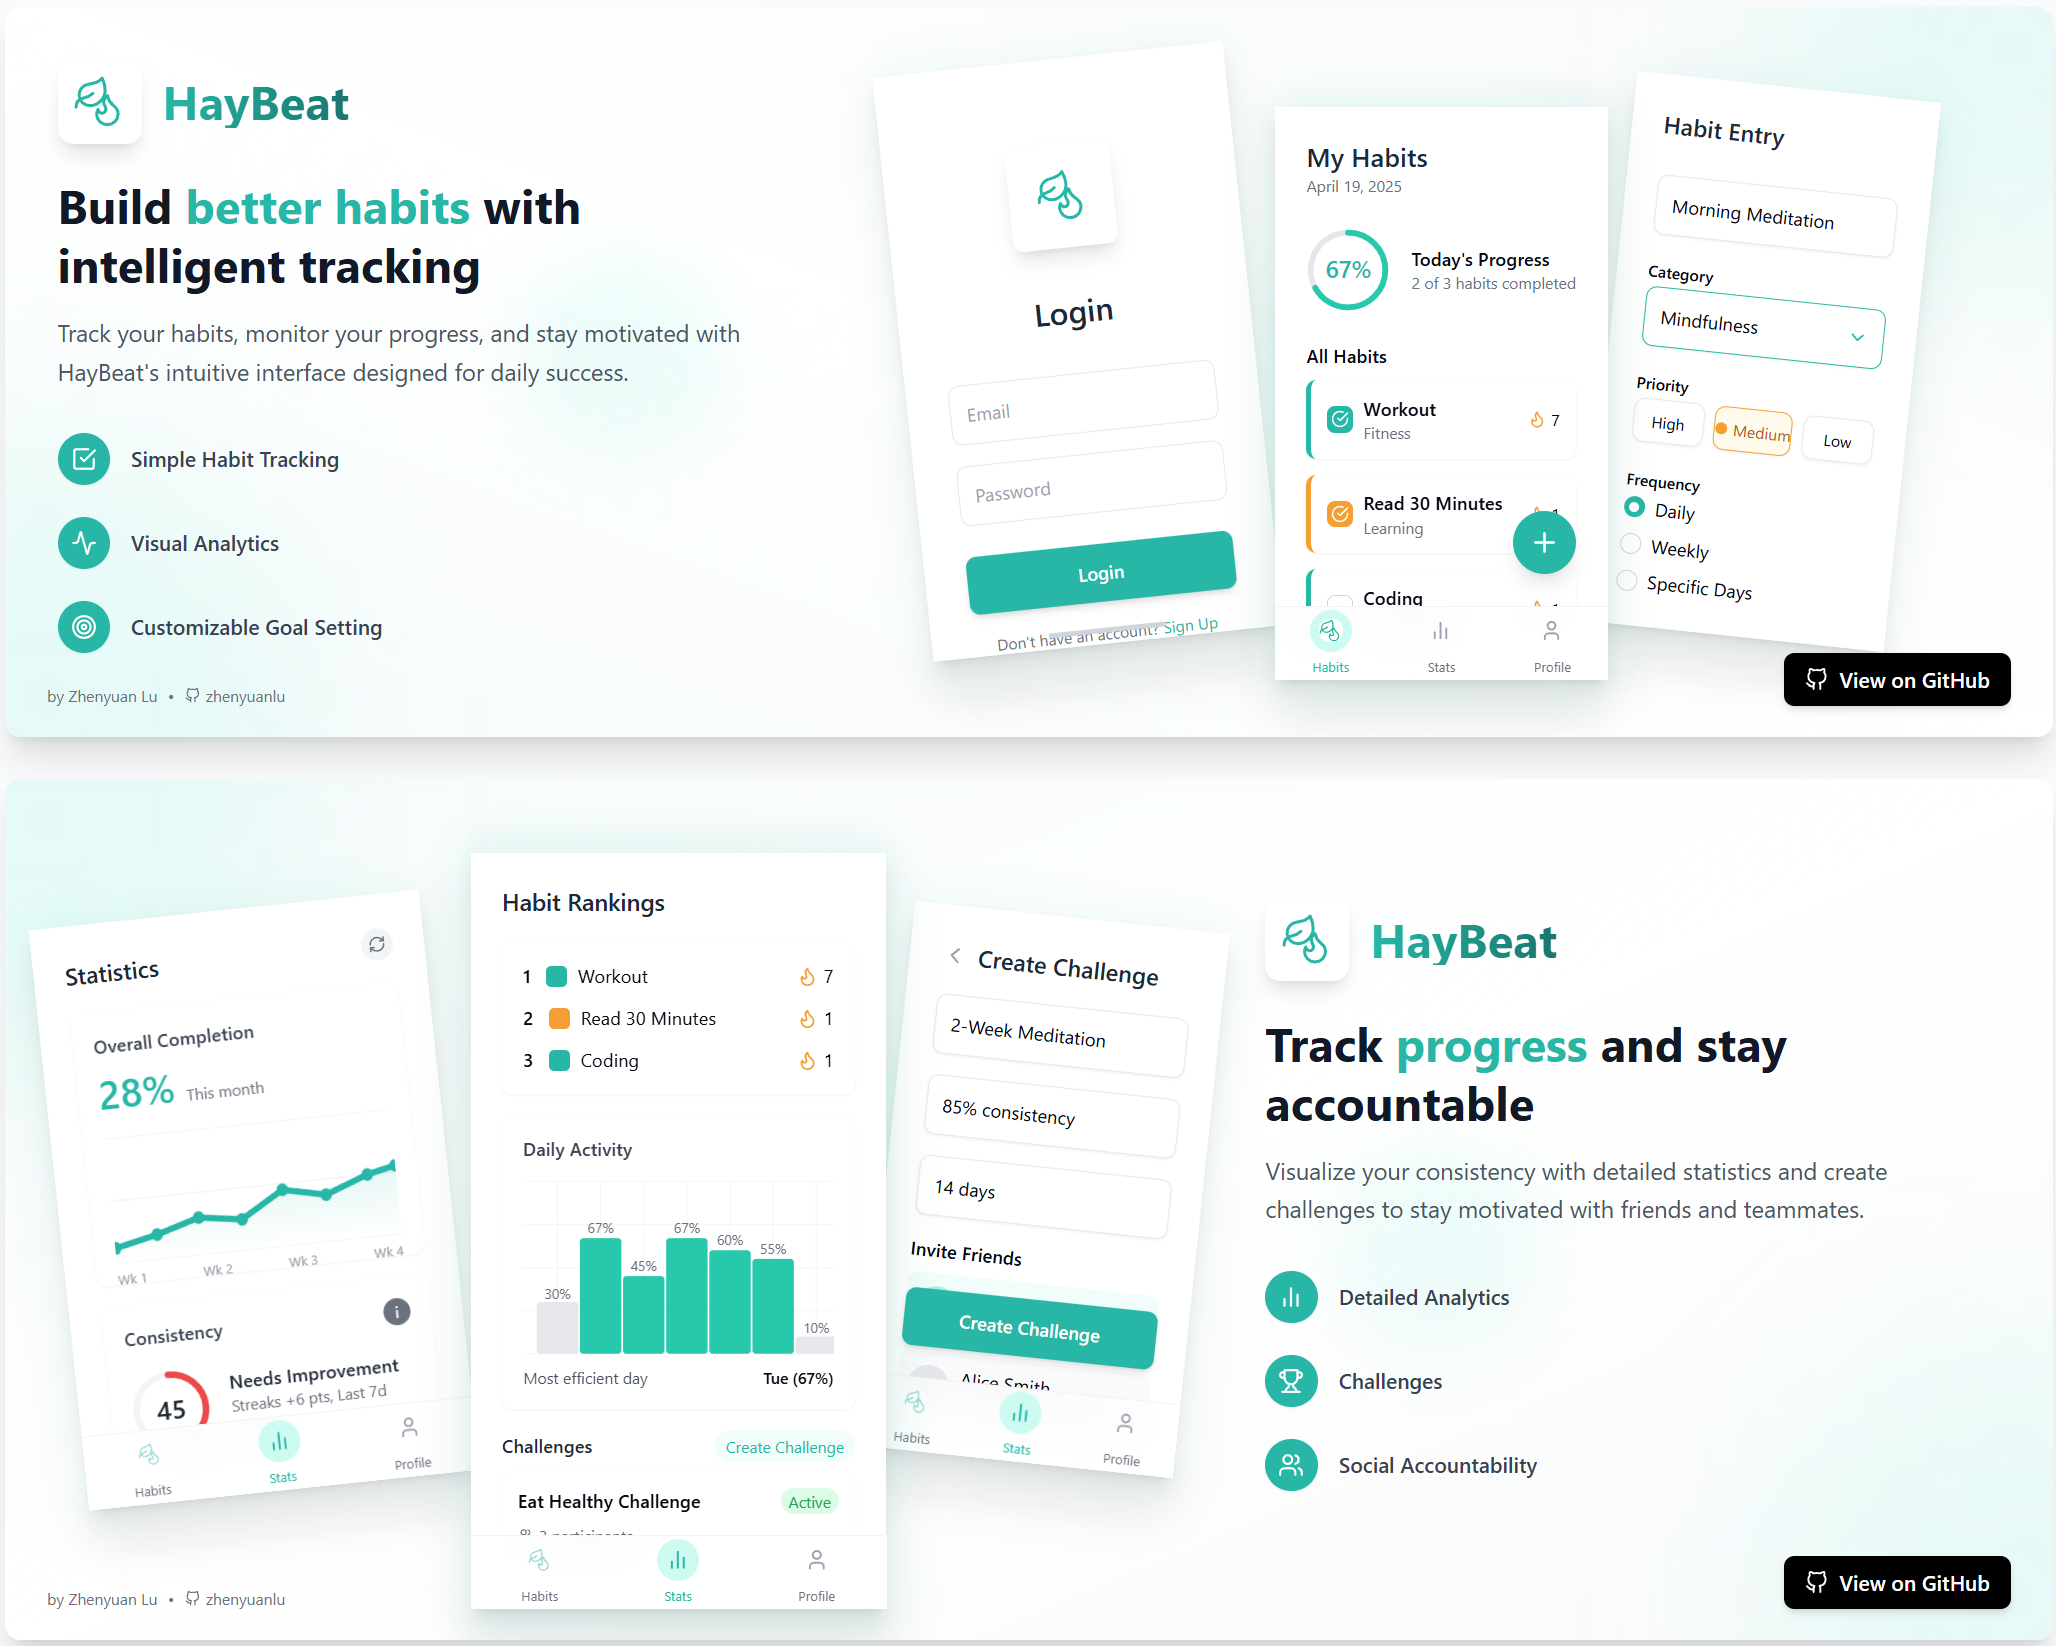 HayBeat
Build better habits with
intelligent tracking
Track your habits, monitor your progress, and stay motivated with
HayBeat's intuitive interface designed for daily success.
Simple Habit Tracking
Visual Analytics
Customizable Goal Setting
by Zhenyuan Lu • zhenyuanlu
Login
Email
Password
Login
Don't have an account? Sign Up
My Habits
April 19, 2025
67%
Today's Progress
2 of 3 habits completed
All Habits
Workout
Fitness
7
Read 30 Minutes
Learning
1
Coding
Habits
Stats
Profile
Habit Entry
Morning Meditation
Category
Mindfulness
Priority
High
Medium
Low
Frequency
Daily
Weekly
Specific Days
View on GitHub
Statistics
Overall Completion
28% This month
Wk 1
Wk 2
Wk 3
Wk 4
Consistency
i
45
Needs Improvement
Streaks +6 pts, Last 7d
Habits
Stats
Profile
Habit Rankings
1 Workout 7
2 Read 30 Minutes 1
3 Coding 1
Daily Activity
30%
67%
45%
67%
60%
55%
10%
Most efficient day Tue (67%)
Challenges Create Challenge
Eat Healthy Challenge Active
participants
Habits
Stats
Profile
Create Challenge
2-Week Meditation
85% consistency
14 days
Invite Friends
Create Challenge
Alice Smith
Habits
Stats
Profile
HayBeat
Track progress and stay
accountable
Visualize your consistency with detailed statistics and create
challenges to stay motivated with friends and teammates.
Detailed Analytics
Challenges
Social Accountability
by Zhenyuan Lu • zhenyuanlu
View on GitHub